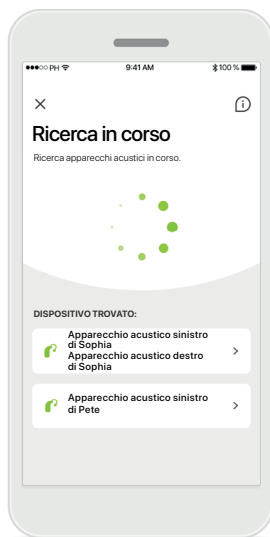 PH 9:41 AM 100 %
Ricerca in corso
Ricerca apparecchi acustici in corso.
DISPOSITIVO TROVATO:
Apparecchio acustico sinistro
di Sophia
Apparecchio acustico destro
di Sophia
Apparecchio acustico sinistro
di Pete